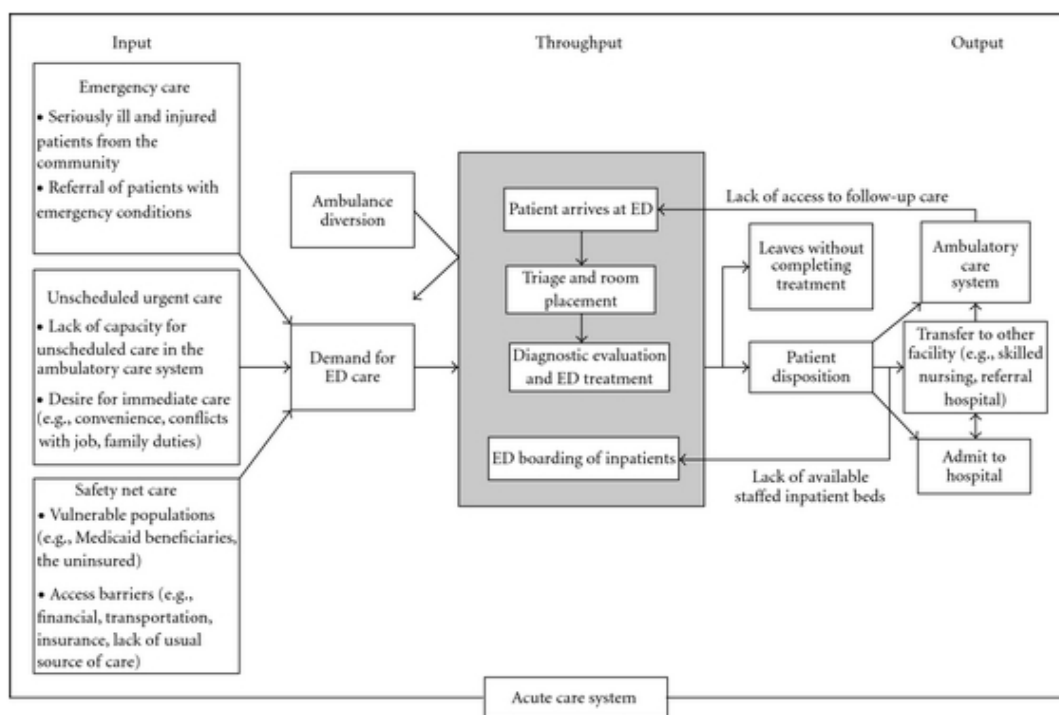 Input
Throughput
Output
Emergency care
• Seriously ill and injured
patients from the
community
• Referral of patients with
emergency conditions
Unscheduled urgent care
• Lack of capacity for
unscheduled care in the
ambulatory care system
• Desire for immediate care
(e.g., convenience, conflicts
with job, family duties)
Safety net care
• Vulnerable populations
(e.g., Medicaid beneficiaries,
the uninsured)
• Access barriers (e.g.,
financial, transportation,
insurance, lack of usual
source of care)
Ambulance
diversion
Demand for
ED care
Patient arrives at ED
Triage and room
placement
Diagnostic evaluation
and ED treatment
ED boarding of inpatients
Lack of access to follow-up care
Leaves without
completing
treatment
Patient
disposition
Lack of available
staffed inpatient beds
Ambulatory
care
system
Transfer to other
facility (e.g., skilled
nursing, referral
hospital)
Admit to
hospital
Acute care system